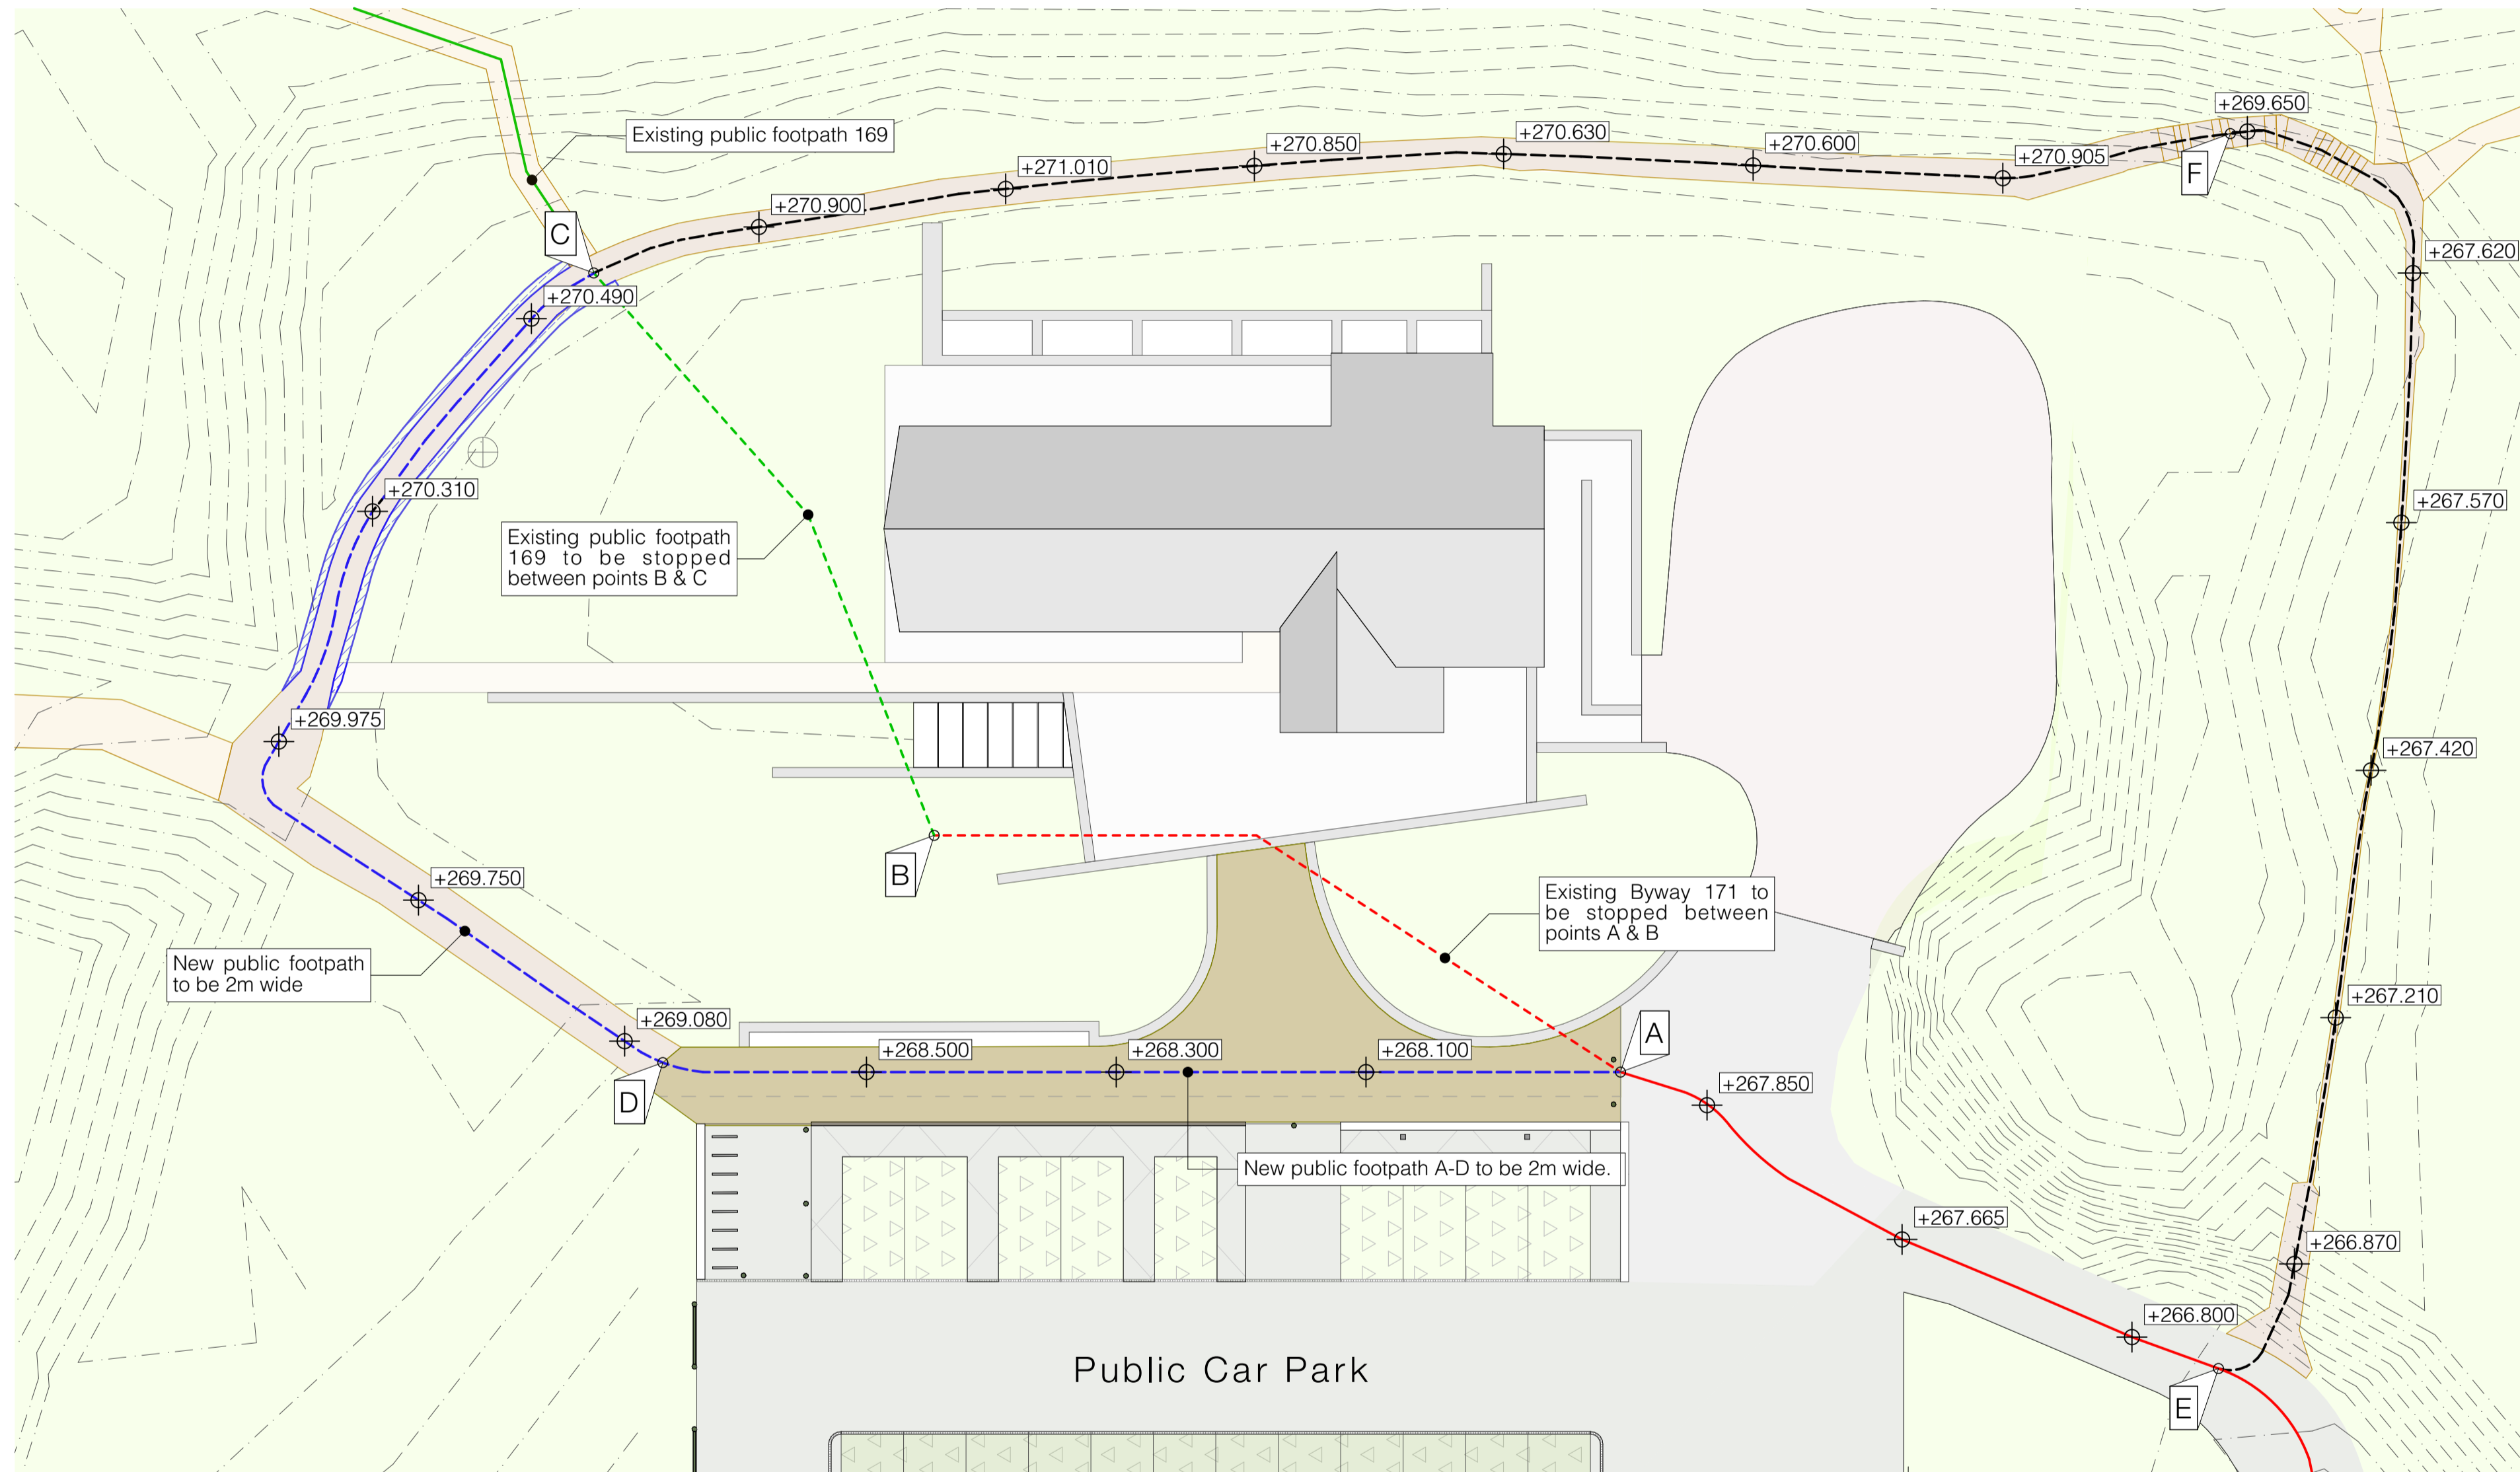 +269.650
Existing public footpath 169
+270.630
+270.850
+270.600
+270.905
+271.010
F
+270.900
C
+267.620
+270.490
+270.310
+267.570
Existing public footpath
169 to be stopped
between points B & C
+269.975
+267.420
B
+269.750
Existing Byway 171 to
be stopped between
points A & B
New public footpath
to be 2m wide
+267.210
+269.080
A
+268.500
+268.300
+268.100
+267.850
D
New public footpath A-D to be 2m wide.
+267.665
+266.870
+266.800
Public Car Park
E